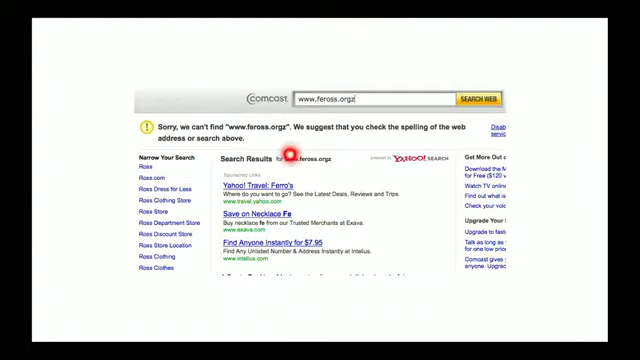 Comcast www.feross.orgz SEARCH WEB
Sorry, we can't find "www.feross.orgz". We suggest that you check the spelling of the web
address or search above.
Disab
servic
Narrow Your Search
Ross
Ross.com
Ross Dress for Less
Ross Clothing Store
Ross Store
Ross Department Store
Ross Discount Store
Ross Store Location
Ross Clothing
Ross Clothes
Search Results for www.feross.orgz
powered by YAHOO! SEARCH
Sponsored Links
Yahoo! Travel: Ferro's
Where do you want to go? See the Latest Deals, Reviews and Trips.
www.travel.yahoo.com
Save on Necklace Fe
Buy necklace fe from our Trusted Merchants at Exava.
www.exava.com
Find Anyone Instantly for $7.95
Find Any Unlisted Number & Address Instantly at Intelius.
www.intelius.com
Get More Out o
Download the M
for Free ($120 v
Watch TV online
Find out what is
Check your voic
Upgrade Your S
Upgrade to faste
Talk as long as
for one low pric
Comcast gives y
anywhere. Upgrad